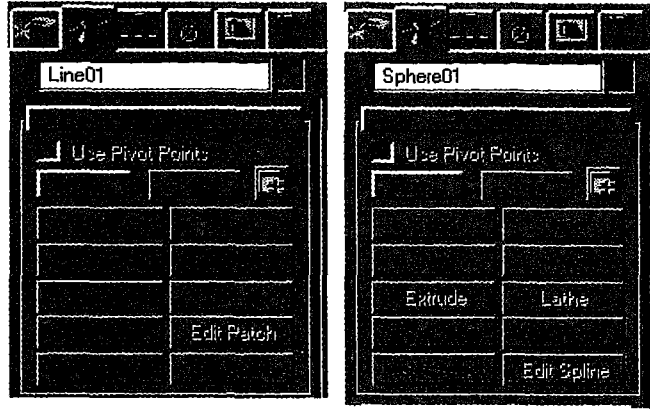 Line01
Use Pivot Points
Edit Patch
Sphere01
Use Pivot Points
Extrude Lathe
Edit Spline